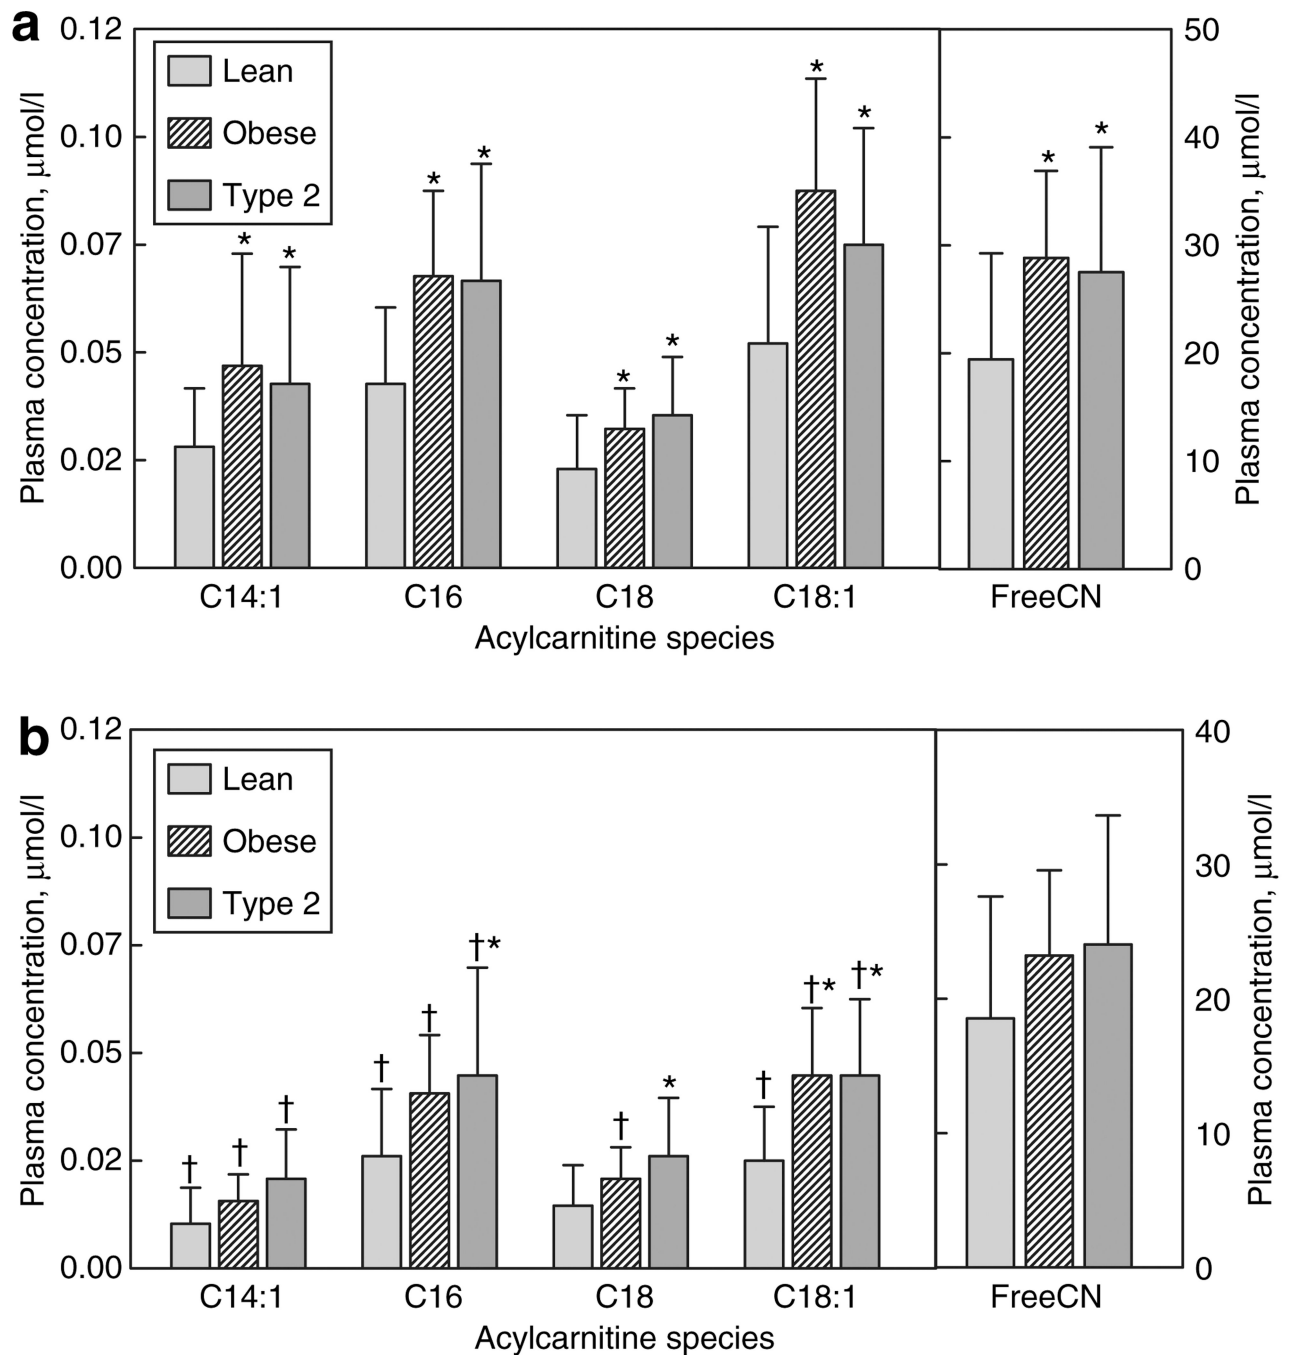 a
Plasma concentration, µmol/l
0.12
0.10
0.07
0.05
0.02
0.00
Lean
Obese
Type 2
* * * * * * * * * *
50
40
30
20
10
0
Plasma concentration, µmol/l
C14:1 C16 C18 C18:1 FreeCN
Acylcarnitine species
b
Plasma concentration, µmol/l
0.12
0.10
0.07
0.05
0.02
0.00
Lean
Obese
Type 2
† † † † † †* † * † †* †*
40
30
20
10
0
Plasma concentration, µmol/l
C14:1 C16 C18 C18:1 FreeCN
Acylcarnitine species